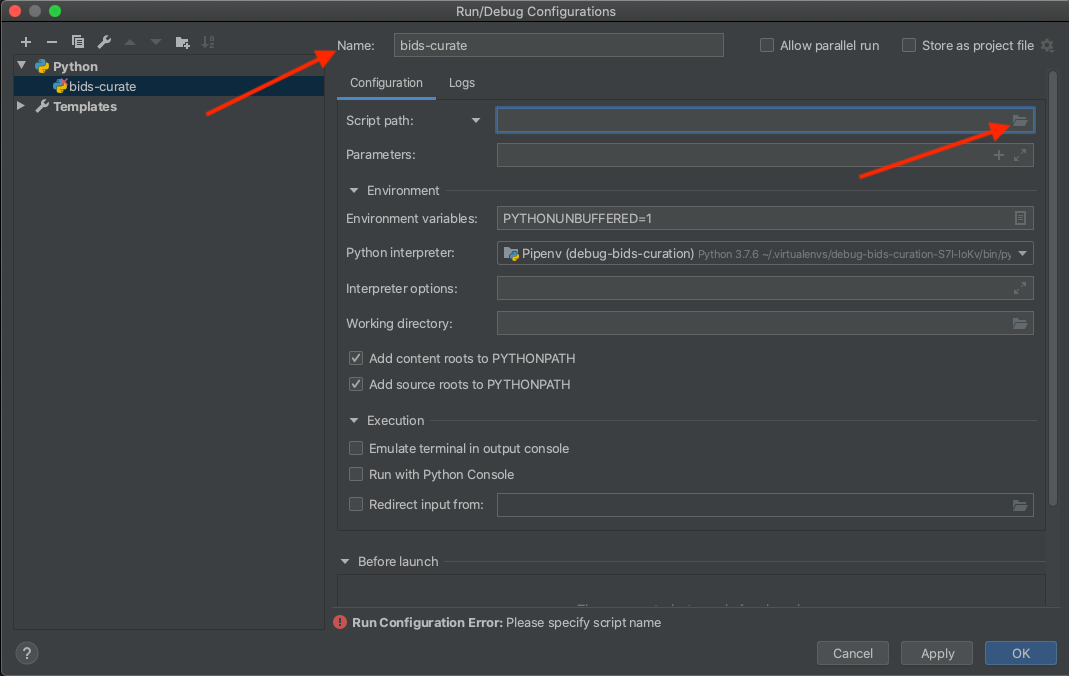 Run/Debug Configurations
Name: bids-curate Allow parallel run Store as project file
Python
bids-curate
Templates
Configuration Logs
Script path:
Parameters:
Environment
Environment variables: PYTHONUNBUFFERED=1
Python interpreter: Pipenv (debug-bids-curation) Python 3.7.6 ~/.virtualenvs/debug-bids-curation-S7I-IoKv/bin/py
Interpreter options:
Working directory:
Add content roots to PYTHONPATH
Add source roots to PYTHONPATH
Execution
Emulate terminal in output console
Run with Python Console
Redirect input from:
Before launch
Run Configuration Error: Please specify script name
? Cancel Apply OK